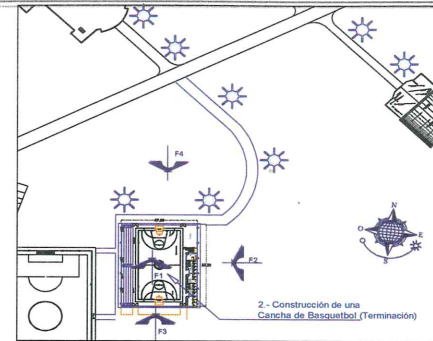 F4
N
O
E
S
F2
F1
F3
2.- Construcción de una
Cancha de Basquetbol (Terminación)